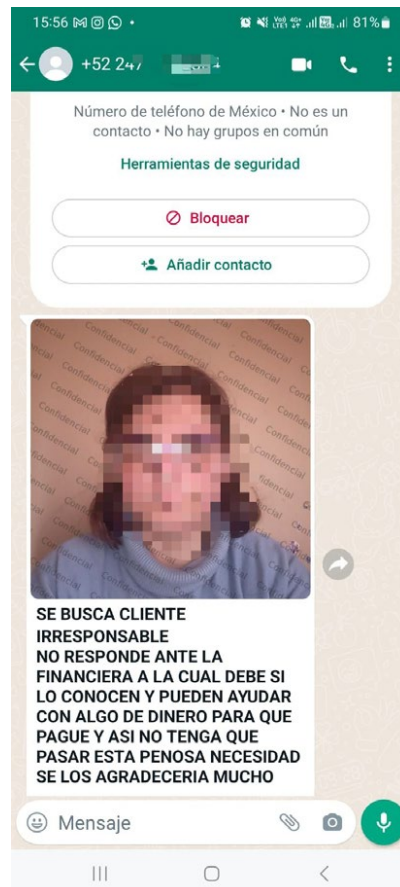 15:56
81%
+52 247
Número de teléfono de México • No es un
contacto • No hay grupos en común
Herramientas de seguridad
Bloquear
Añadir contacto
Confidencial
SE BUSCA CLIENTE
IRRESPONSABLE
NO RESPONDE ANTE LA
FINANCIERA A LA CUAL DEBE SI
LO CONOCEN Y PUEDEN AYUDAR
CON ALGO DE DINERO PARA QUE
PAGUE Y ASI NO TENGA QUE
PASAR ESTA PENOSA NECESIDAD
SE LOS AGRADECERIA MUCHO
Mensaje